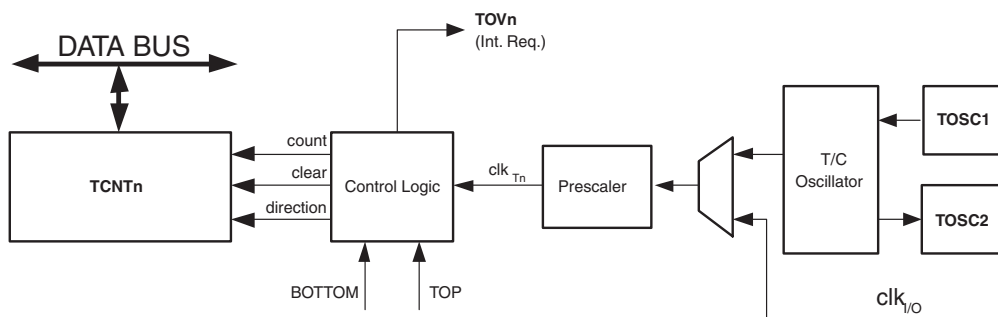 TOVn
(Int. Req.)
DATA BUS
TOSC1
count
TCNTn
clear
Control Logic
clk Tn
Prescaler
T/C
Oscillator
direction
TOSC2
BOTTOM
TOP
clk I/O